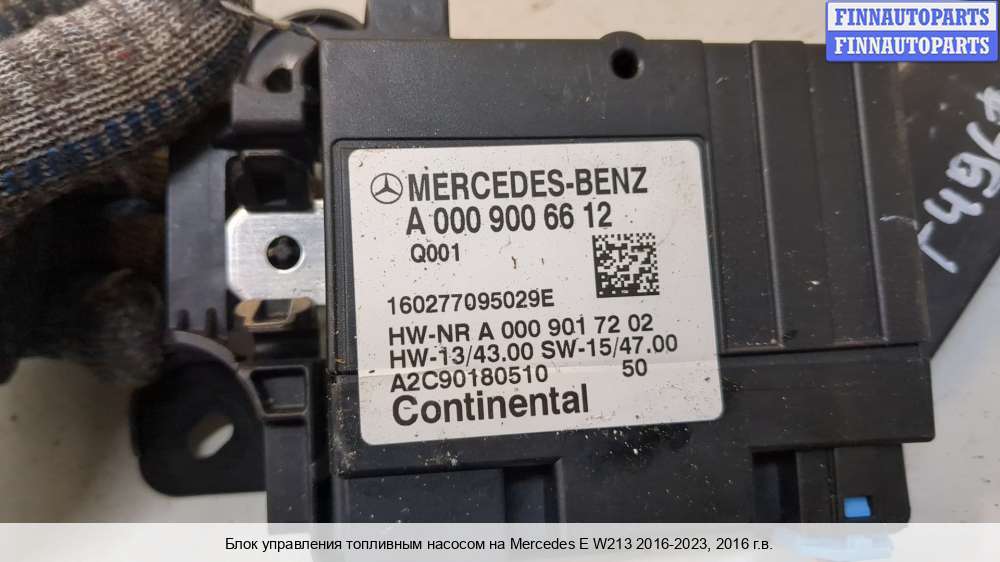 FINNAUTOPARTS
FINNAUTOPARTS
MERCEDES-BENZ
A 000 900 66 12
Q001
160277095029E
HW-NR A 000 901 72 02
HW-13/43.00 SW-15/47.00
A2C90180510 50
Continental
Блок управления топливным насосом на Mercedes E W213 2016-2023, 2016 г.в.